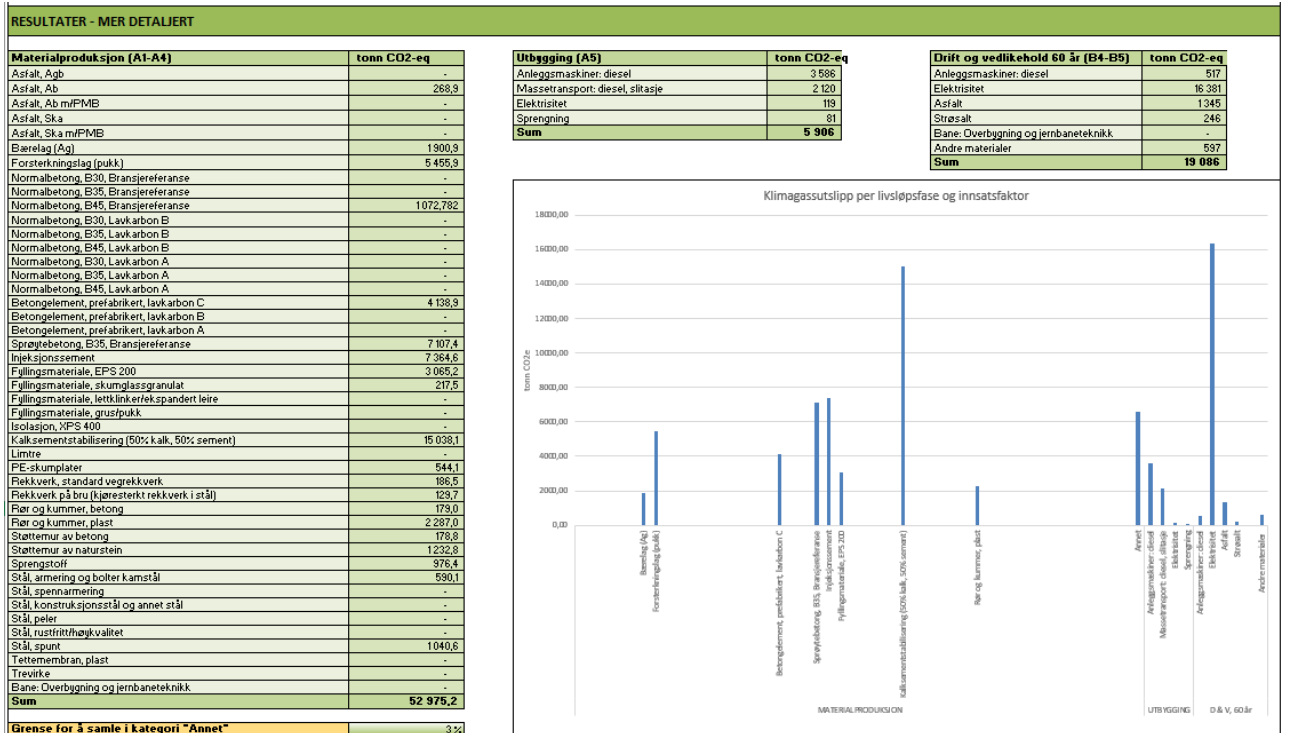 RESULTATER - MER DETALJERT
Materialproduksjon (A1-A4) tonn CO2-eq
Asfalt, Agb -
Asfalt, Ab 268,9
Asfalt, Ab m/PMB -
Asfalt, Ska -
Asfalt, Ska m/PMB -
Bærelag (Ag) 1 900,9
Forsterkningslag (pukk) 5 455,9
Normalbetong, B30, Bransjereferanse -
Normalbetong, B35, Bransjereferanse -
Normalbetong, B45, Bransjereferanse 1 072,782
Normalbetong, B30, Lavkarbon B -
Normalbetong, B35, Lavkarbon B -
Normalbetong, B45, Lavkarbon B -
Normalbetong, B30, Lavkarbon A -
Normalbetong, B35, Lavkarbon A -
Normalbetong, B45, Lavkarbon A -
Betongelement, prefabrikert, lavkarbon C 4 138,9
Betongelement, prefabrikert, lavkarbon B -
Betongelement, prefabrikert, lavkarbon A -
Sprøytebetong, B35, Bransjereferanse 7 107,4
Injeksjonssement 7 364,6
Fyllingsmateriale, EPS 200 3 065,2
Fyllingsmateriale, skumglassgranulat 217,5
Fyllingsmateriale, lettklinker/ekspandert leire -
Fyllingsmateriale, grus/pukk -
Isolasjon, XPS 400 -
Kalksementstabilisering (50% kalk, 50% sement) 15 038,1
Limtre -
PE-skumplater 544,1
Rekkverk, standard vegrekkverk 186,5
Rekkverk på bru (kjøresterkt rekkverk i stål) 129,7
Rør og kummer, betong 179,0
Rør og kummer, plast 2 287,0
Støttemur av betong 178,8
Støttemur av naturstein 1 232,8
Sprengstoff 976,4
Stål, armering og bolter kamstål 590,1
Stål, spennarmering -
Stål, konstruksjonsstål og annet stål -
Stål, peler -
Stål, rustfritt/høykvalitet -
Stål, spunt 1 040,6
Tettemembran, plast -
Trevirke -
Bane: Overbygning og jernbaneteknikk -
Sum 52 975,2
Grense for å samle i kategori "Annet" 3%
Utbygging (A5) tonn CO2-eq
Anleggsmaskiner: diesel 3 586
Massetransport: diesel, slitasje 2 120
Elektrisitet 119
Sprengning 81
Sum 5 906
Drift og vedlikehold 60 år (B4-B5) tonn CO2-eq
Anleggsmaskiner: diesel 517
Elektrisitet 16 381
Asfalt 1 345
Strøsalt 246
Bane: Overbygning og jernbaneteknikk -
Andre materialer 597
Sum 19 086
Klimagassutslipp per livsløpsfase og innsatsfaktor
18000,00
16000,00
14000,00
12000,00
10000,00
8000,00
6000,00
4000,00
2000,00
0,00
tonn CO2e
Bærelag (Ag)
Forsterkningslag (pukk)
Betongelement, prefabrikert, lavkarbon C
Sprøytebetong, B35, Bransjereferanse
Injeksjonssement
Fyllingsmateriale, EPS 200
Kalksementstabilisering (50% kalk, 50% sement)
Rør og kummer, plast
Annet
Anleggsmaskiner: diesel
Massetransport: diesel, slitasje
Elektrisitet
Sprengning
Anleggsmaskiner: diesel
Elektrisitet
Asfalt
Strøsalt
Andre materialer
MATERIALPRODUKSJON
UTBYGGING
D & V, 60 år